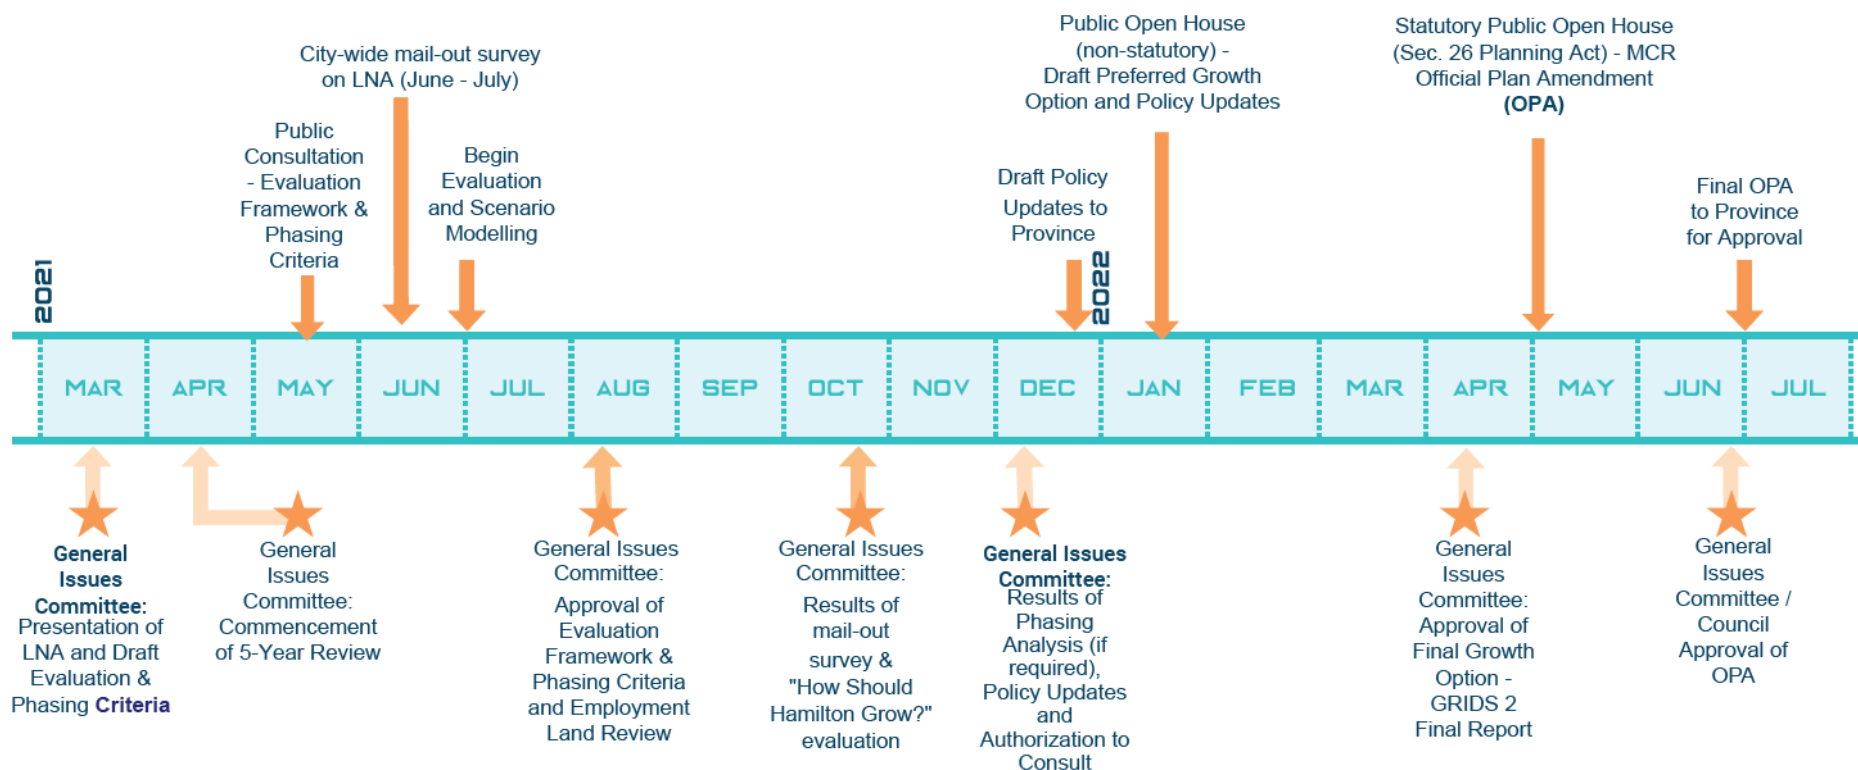 City-wide mail-out survey
on LNA (June - July)
Public
Consultation
- Evaluation
Framework &
Phasing
Criteria
Begin
Evaluation
and Scenario
Modelling
Draft Policy
Updates to
Province
Public Open House
(non-statutory) -
Draft Preferred Growth
Option and Policy Updates
Statutory Public Open House
(Sec. 26 Planning Act) - MCR
Official Plan Amendment
(OPA)
Final OPA
to Province
for Approval
2021
2022
MAR
APR
MAY
JUN
JUL
AUG
SEP
OCT
NOV
DEC
JAN
FEB
MAR
APR
MAY
JUN
JUL
General
Issues
Committee:
Presentation of
LNA and Draft
Evaluation &
Phasing Criteria
General
Issues
Committee:
Commencement
of 5-Year Review
General Issues
Committee:
Approval of
Evaluation
Framework &
Phasing Criteria
and Employment
Land Review
General Issues
Committee:
Results of
mail-out
survey &
"How Should
Hamilton Grow?"
evaluation
General Issues
Committee:
Results of
Phasing
Analysis (if
required),
Policy Updates
and
Authorization to
Consult
General
Issues
Committee:
Approval of
Final Growth
Option -
GRIDS 2
Final Report
General
Issues
Committee /
Council
Approval of
OPA